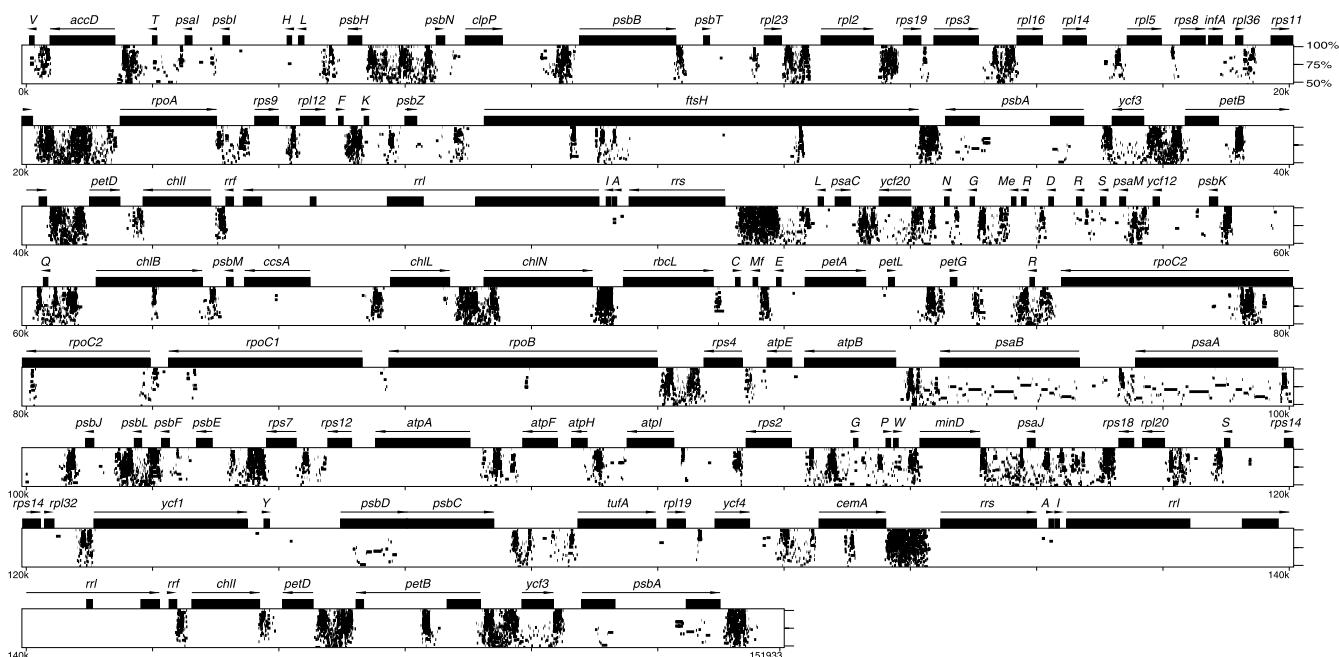 V accD T psaI psbI H L psbH psbN clpP psbB psbT rpl23 rpl2 rps19 rps3 rpl16 rpl14 rpl5 rps8 infA rpl36 rps11
100%
75%
50%
0k 20k
rpoA rps9 rpl12 F K psbZ ftsH psbA ycf3 petB
20k 40k
petD chlI rrf rrl I A rrs L psaC ycf20 N G Me R D R S psaM ycf12 psbK
40k 60k
Q chlB psbM ccsA chlL chlN rbcL C Mf E petA petL petG R rpoC2
60k 80k
rpoC2 rpoC1 rpoB rps4 atpE atpB psaB psaA
80k 100k
psbJ psbL psbF psbE rps7 rps12 atpA atpF atpH atpI rps2 G P W minD psaJ rps18 rpl20 S rps14
100k 120k
rps14 rpl32 ycf1 Y psbD psbC tufA rpl19 ycf4 cemA rrs A I rrl
120k 140k
rrl rrf chlI petD petB ycf3 psbA
140k 151933